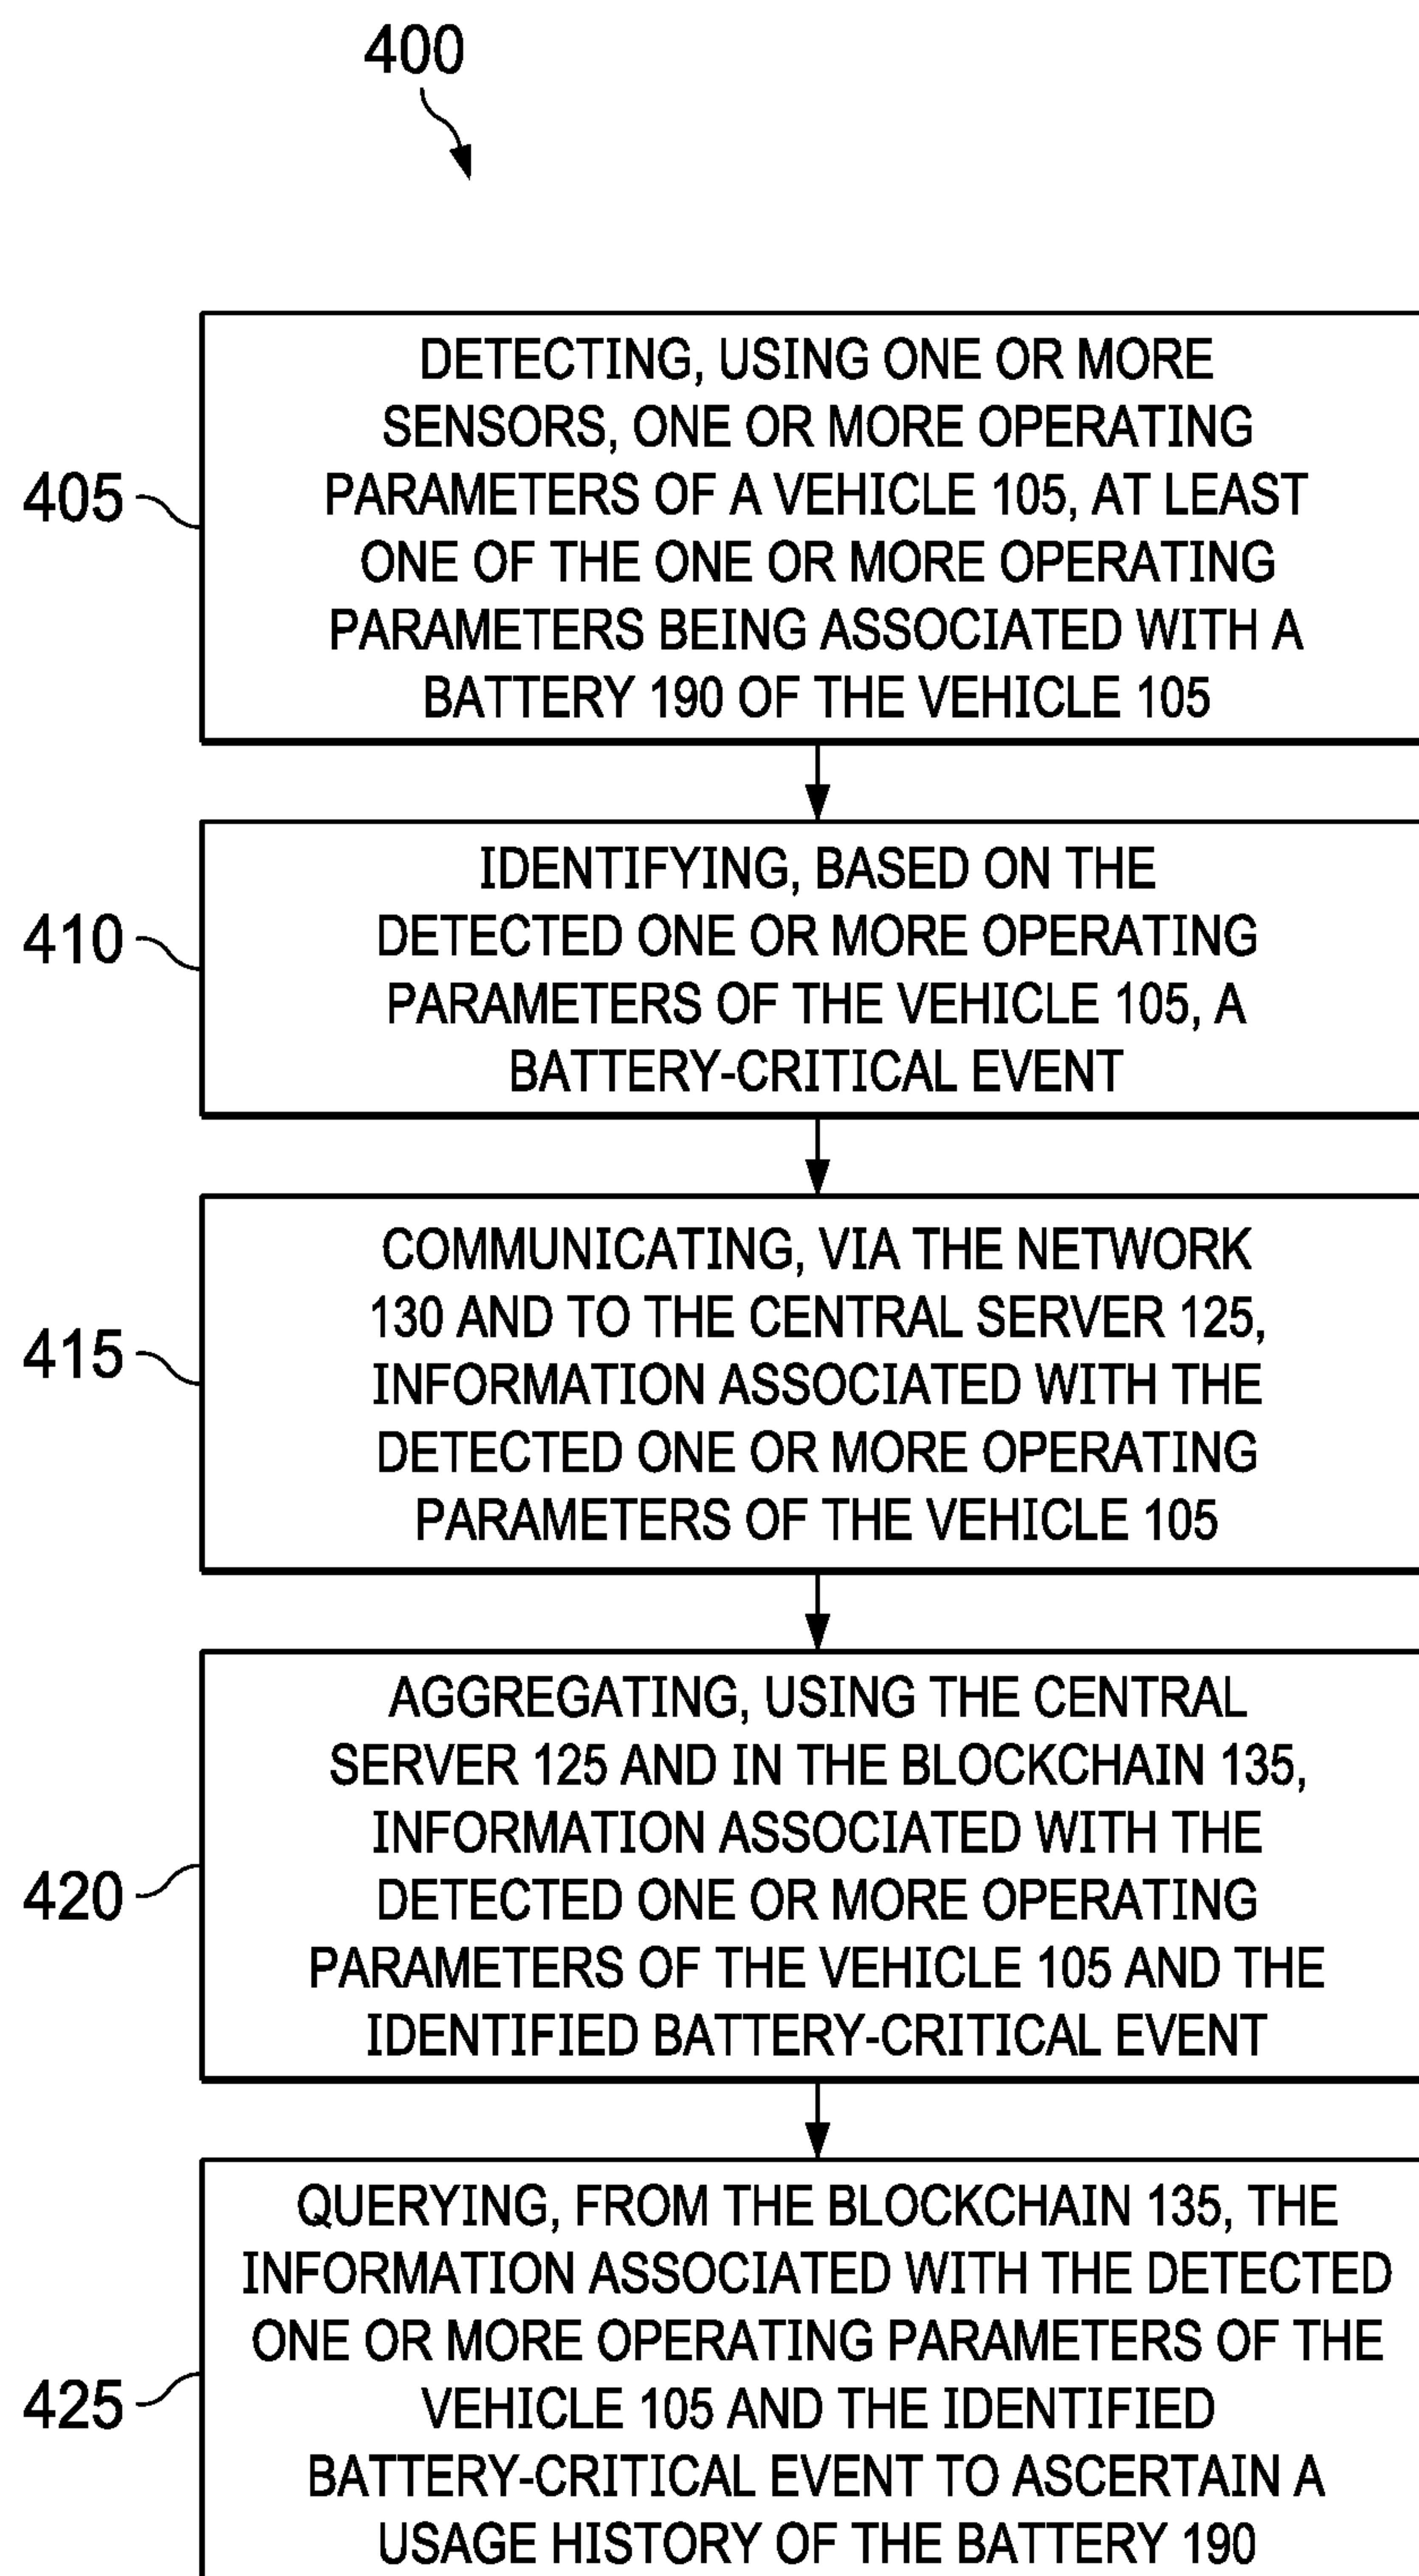 400
405
DETECTING, USING ONE OR MORE
SENSORS, ONE OR MORE OPERATING
PARAMETERS OF A VEHICLE 105, AT LEAST
ONE OF THE ONE OR MORE OPERATING
PARAMETERS BEING ASSOCIATED WITH A
BATTERY 190 OF THE VEHICLE 105
410
IDENTIFYING, BASED ON THE
DETECTED ONE OR MORE OPERATING
PARAMETERS OF THE VEHICLE 105, A
BATTERY-CRITICAL EVENT
415
COMMUNICATING, VIA THE NETWORK
130 AND TO THE CENTRAL SERVER 125,
INFORMATION ASSOCIATED WITH THE
DETECTED ONE OR MORE OPERATING
PARAMETERS OF THE VEHICLE 105
420
AGGREGATING, USING THE CENTRAL
SERVER 125 AND IN THE BLOCKCHAIN 135,
INFORMATION ASSOCIATED WITH THE
DETECTED ONE OR MORE OPERATING
PARAMETERS OF THE VEHICLE 105 AND THE
IDENTIFIED BATTERY-CRITICAL EVENT
425
QUERYING, FROM THE BLOCKCHAIN 135, THE
INFORMATION ASSOCIATED WITH THE DETECTED
ONE OR MORE OPERATING PARAMETERS OF THE
VEHICLE 105 AND THE IDENTIFIED
BATTERY-CRITICAL EVENT TO ASCERTAIN A
USAGE HISTORY OF THE BATTERY 190